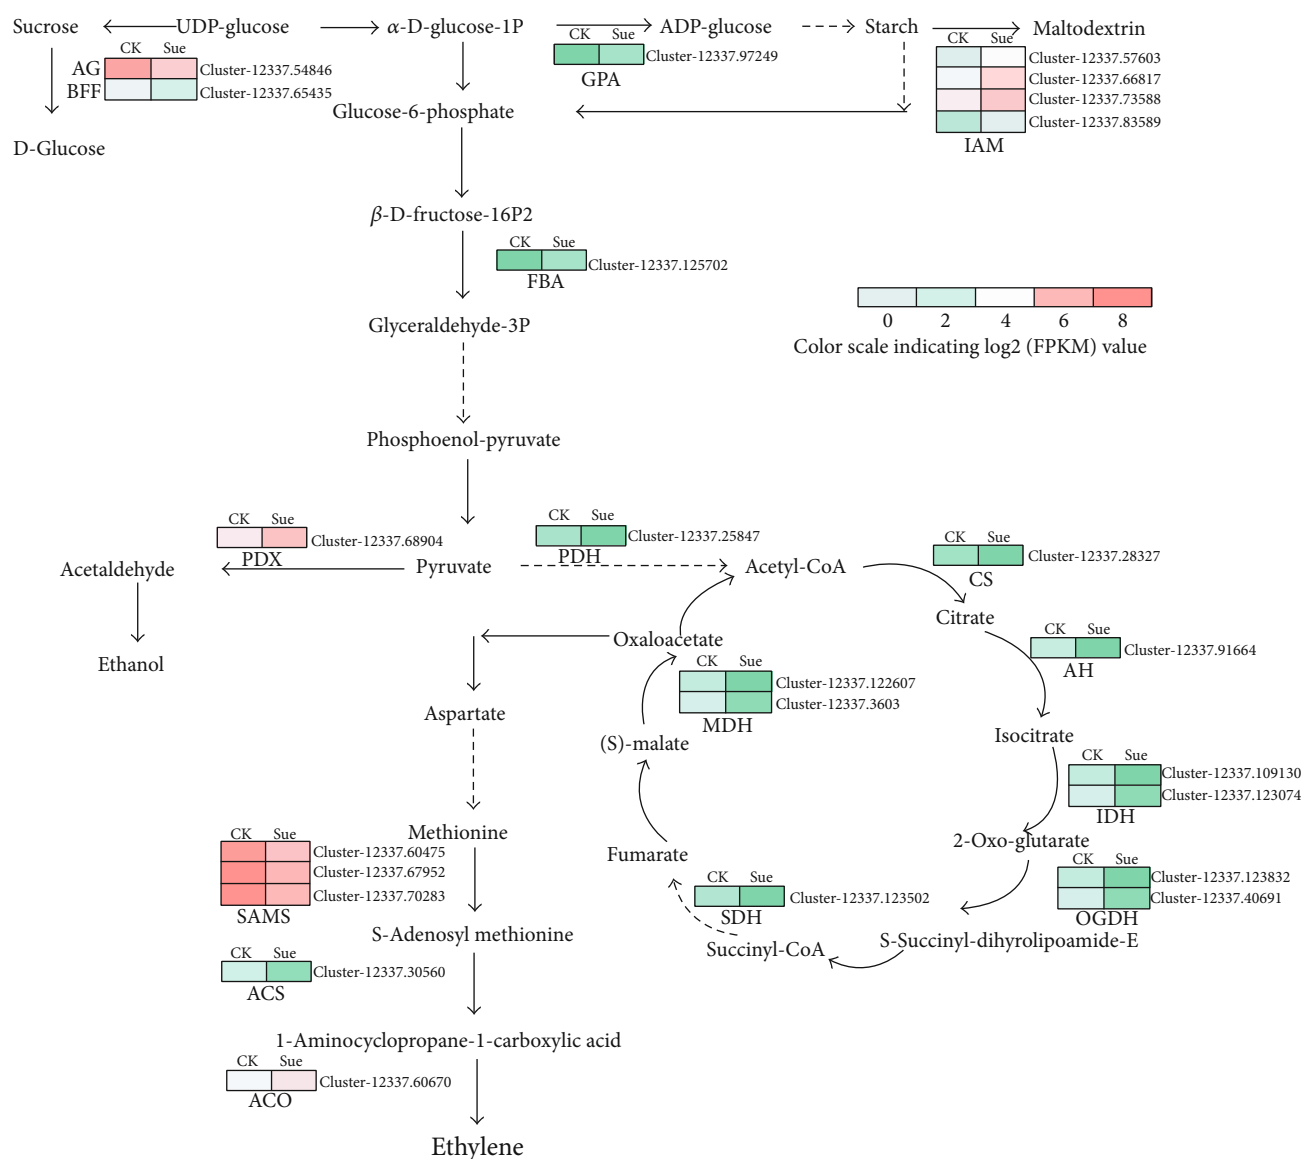 Sucrose
UDP-glucose
α-D-glucose-1P
ADP-glucose
Starch
Maltodextrin
CK Sue
AG Cluster-12337.54846
BFF Cluster-12337.65435
CK Sue
Cluster-12337.97249
GPA
CK Sue
Cluster-12337.57603
Cluster-12337.66817
Cluster-12337.73588
Cluster-12337.83589
IAM
D-Glucose
Glucose-6-phosphate
β-D-fructose-16P2
CK Sue
Cluster-12337.125702
FBA
Glyceraldehyde-3P
0 2 4 6 8
Color scale indicating log2 (FPKM) value
Phosphoenol-pyruvate
CK Sue
Cluster-12337.68904
PDX
CK Sue
Cluster-12337.25847
PDH
CK Sue
Cluster-12337.28327
CS
Acetaldehyde
Pyruvate
Acetyl-CoA
Citrate
Ethanol
Oxaloacetate
CK Sue
Cluster-12337.91664
AH
CK Sue
Cluster-12337.122607
Cluster-12337.3603
MDH
Aspartate
(S)-malate
Isocitrate
CK Sue
Cluster-12337.109130
Cluster-12337.123074
IDH
Methionine
2-Oxo-glutarate
Fumarate
CK Sue
Cluster-12337.60475
Cluster-12337.67952
Cluster-12337.70283
SAMS
CK Sue
Cluster-12337.123502
SDH
CK Sue
Cluster-12337.123832
Cluster-12337.40691
OGDH
S-Adenosyl methionine
Succinyl-CoA
S-Succinyl-dihyrolipoamide-E
CK Sue
Cluster-12337.30560
ACS
1-Aminocyclopropane-1-carboxylic acid
CK Sue
Cluster-12337.60670
ACO
Ethylene